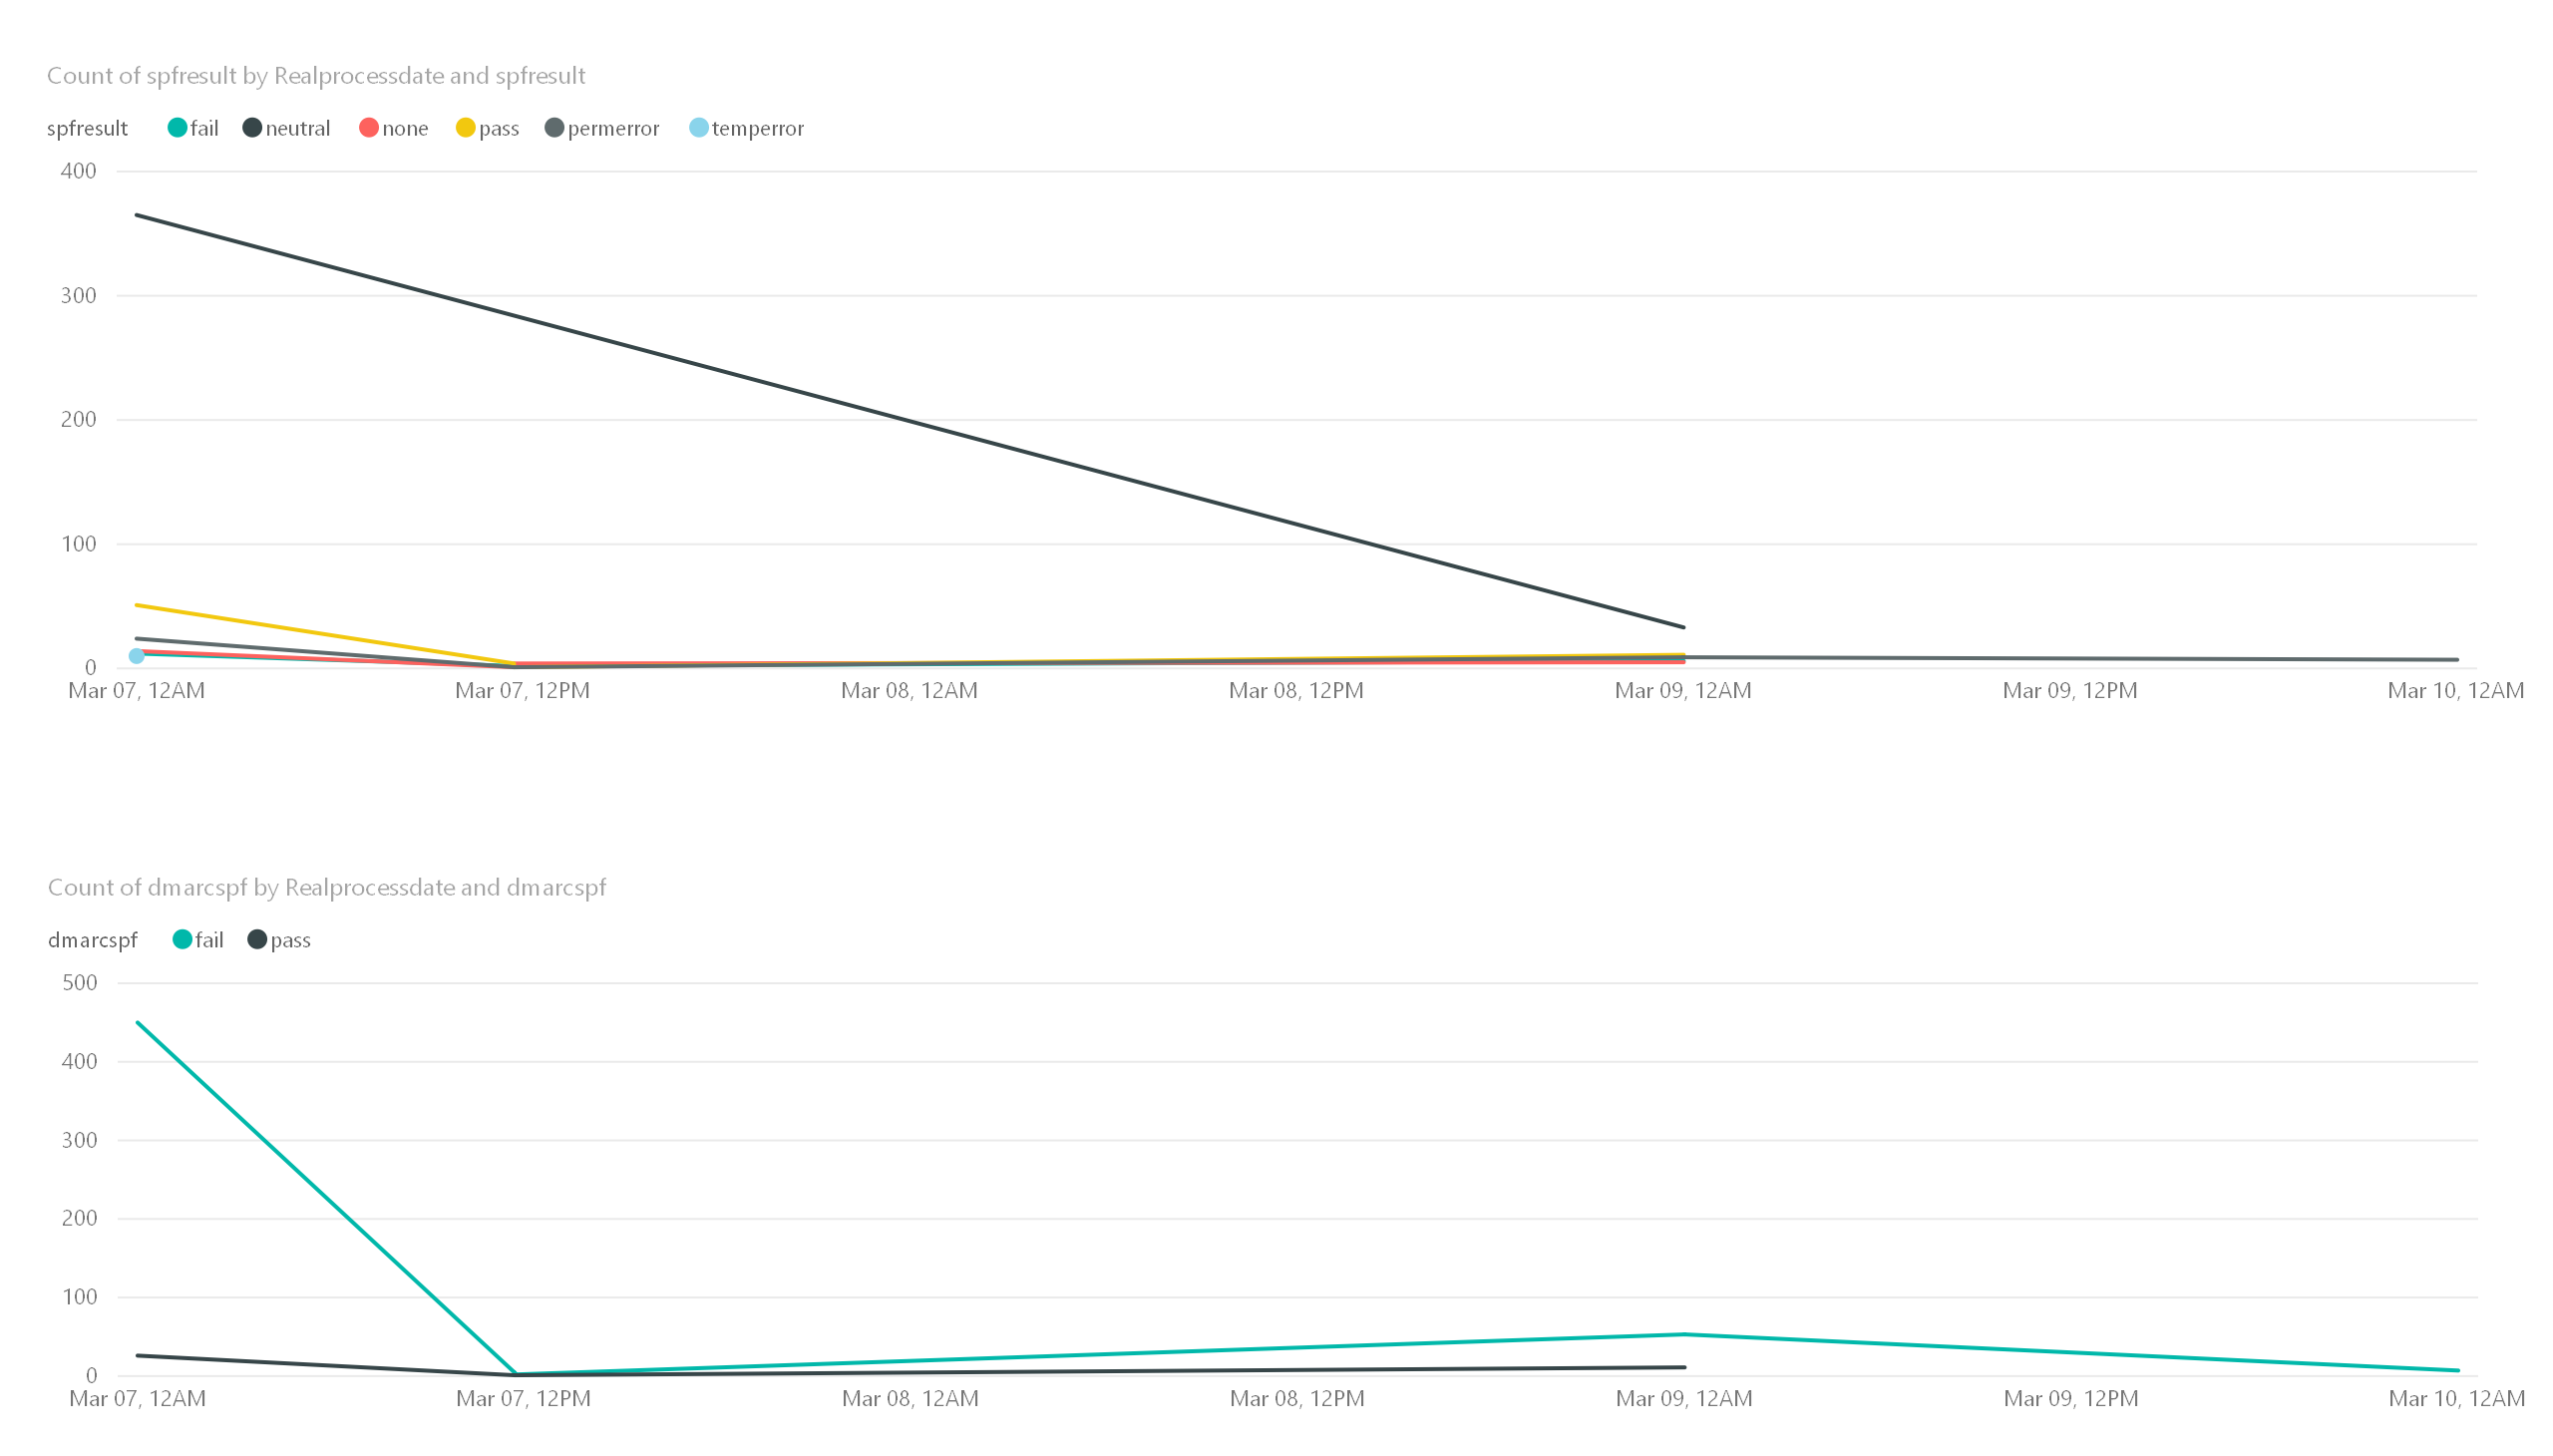 Count of spfresult by Realprocessdate and spfresult
spfresult fail neutral none pass permerror temperror
400
300
200
100
0
Mar 07, 12AM Mar 07, 12PM Mar 08, 12AM Mar 08, 12PM Mar 09, 12AM Mar 09, 12PM Mar 10, 12AM
Count of dmarcspf by Realprocessdate and dmarcspf
dmarcspf fail pass
500
400
300
200
100
0
Mar 07, 12AM Mar 07, 12PM Mar 08, 12AM Mar 08, 12PM Mar 09, 12AM Mar 09, 12PM Mar 10, 12AM